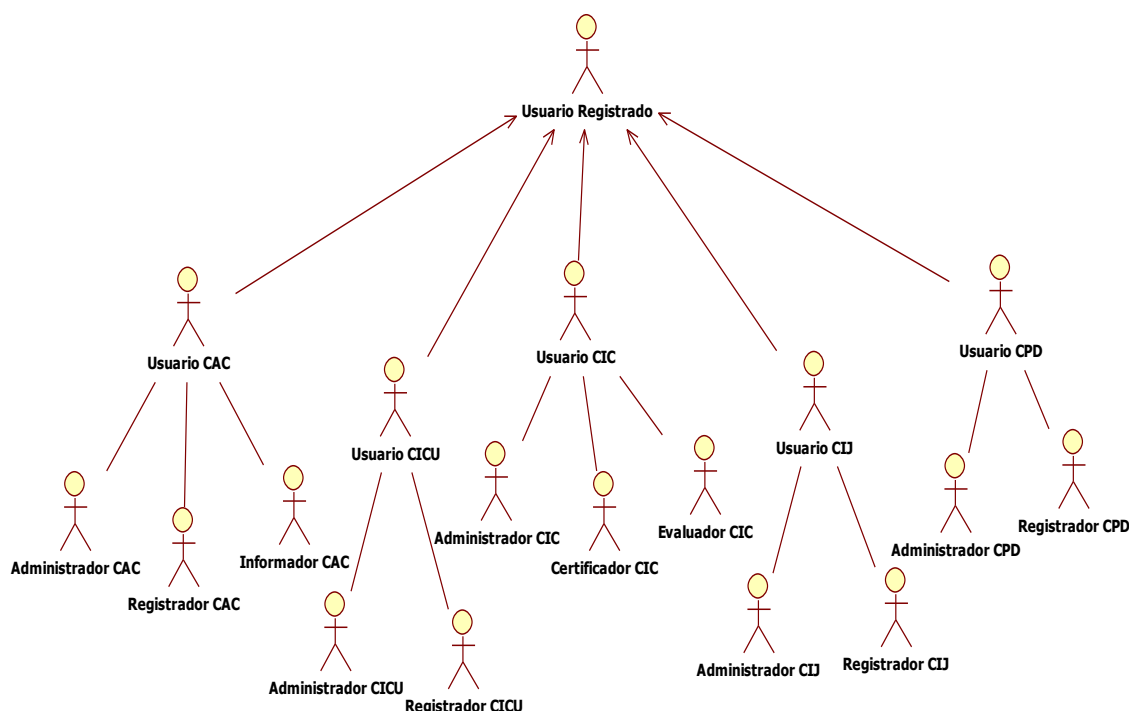 Usuario Registrado
Usuario CAC
Usuario CICU
Usuario CIC
Usuario CIJ
Usuario CPD
Administrador CAC
Registrador CAC
Informador CAC
Administrador CICU
Registrador CICU
Administrador CIC
Certificador CIC
Evaluador CIC
Administrador CIJ
Registrador CIJ
Administrador CPD
Registrador CPD